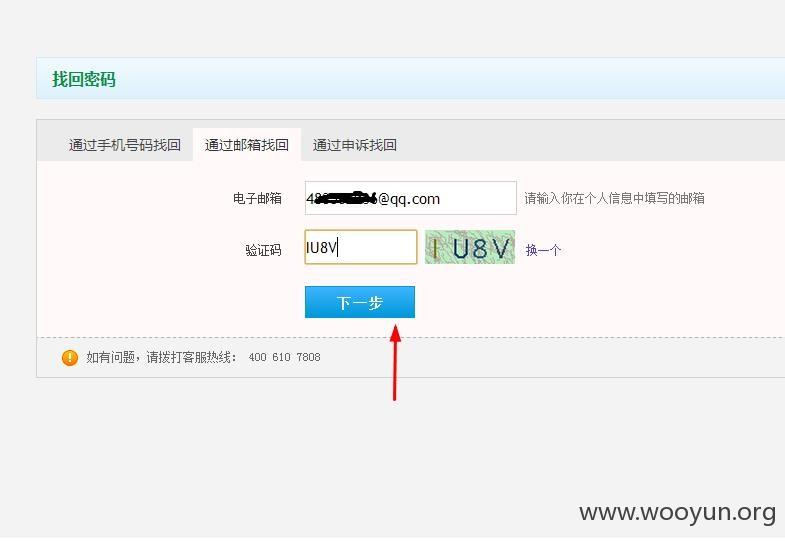 找回密码
通过手机号码找回 通过邮箱找回 通过申诉找回
电子邮箱 @qq.com 请输入你在个人信息中填写的邮箱
验证码 IU8V I U8V 换一个
下一步
如有问题，请拨打客服热线： 400 610 7808
www.wooyun.org